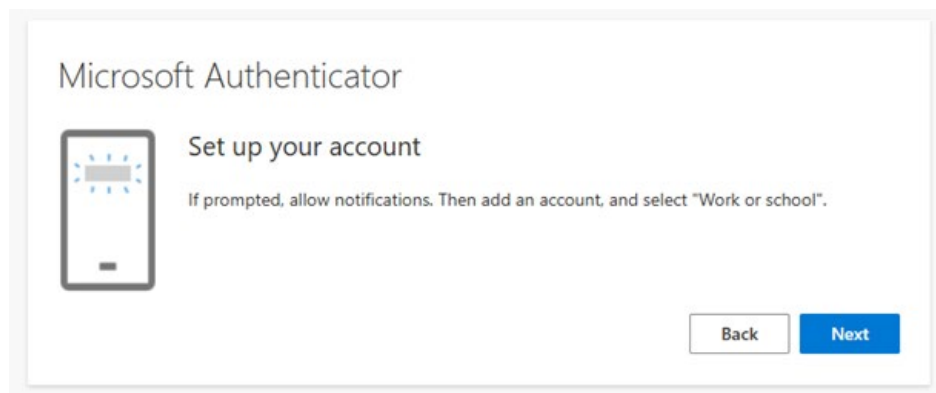 Microsoft Authenticator
Set up your account
If prompted, allow notifications. Then add an account, and select "Work or school".
Back
Next